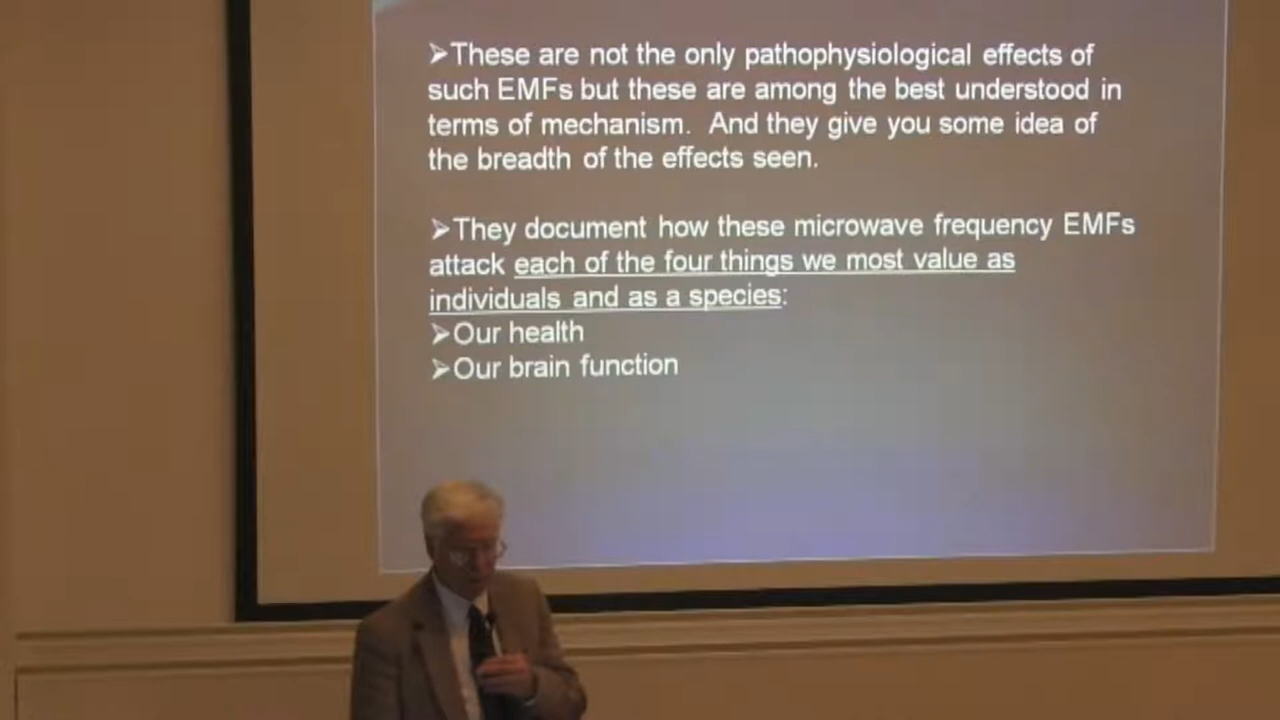 ➢These are not the only pathophysiological effects of
such EMFs but these are among the best understood in
terms of mechanism. And they give you some idea of
the breadth of the effects seen.
➢They document how these microwave frequency EMFs
attack each of the four things we most value as
individuals and as a species:
➢Our health
➢Our brain function